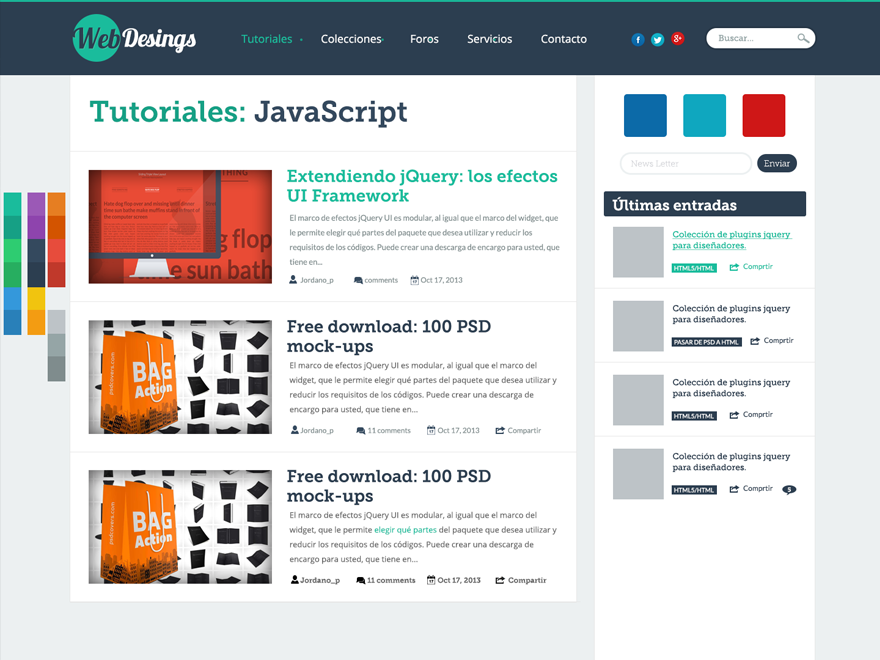 WebDesings
Tutoriales
Colecciones
Foros
Servicios
Contacto
Buscar...
Tutoriales: JavaScript
Extendiendo jQuery: los efectos
UI Framework
El marco de efectos jQuery UI es modular, al igual que el marco del widget, que
le permite elegir qué partes del paquete que desea utilizar y reducir los
requisitos de los códigos. Puede crear una descarga de encargo para usted, que
tiene en...
Jordano_p
comments
Oct 17, 2013
flop
time sun bath
Free download: 100 PSD
mock-ups
El marco de efectos jQuery UI es modular, al igual que el marco del
widget, que le permite elegir qué partes del paquete que desea utilizar y
reducir los requisitos de los códigos. Puede crear una descarga de
encargo para usted, que tiene en...
Jordano_p
11 comments
Oct 17, 2013
Compartir
BAG
Action
Free download: 100 PSD
mock-ups
El marco de efectos jQuery UI es modular, al igual que el marco del
widget, que le permite elegir qué partes del paquete que desea utilizar y
reducir los requisitos de los códigos. Puede crear una descarga de
encargo para usted, que tiene en...
Jordano_p
11 comments
Oct 17, 2013
Compartir
BAG
Action
News Letter
Enviar
Últimas entradas
Colección de plugins jquery
para diseñadores.
HTML5/HTML
Comprtir
Colección de plugins jquery
para diseñadores.
PASAR DE PSD A HTML
Comprtir
Colección de plugins jquery
para diseñadores.
HTML5/HTML
Comprtir
Colección de plugins jquery
para diseñadores.
HTML5/HTML
Comprtir
5